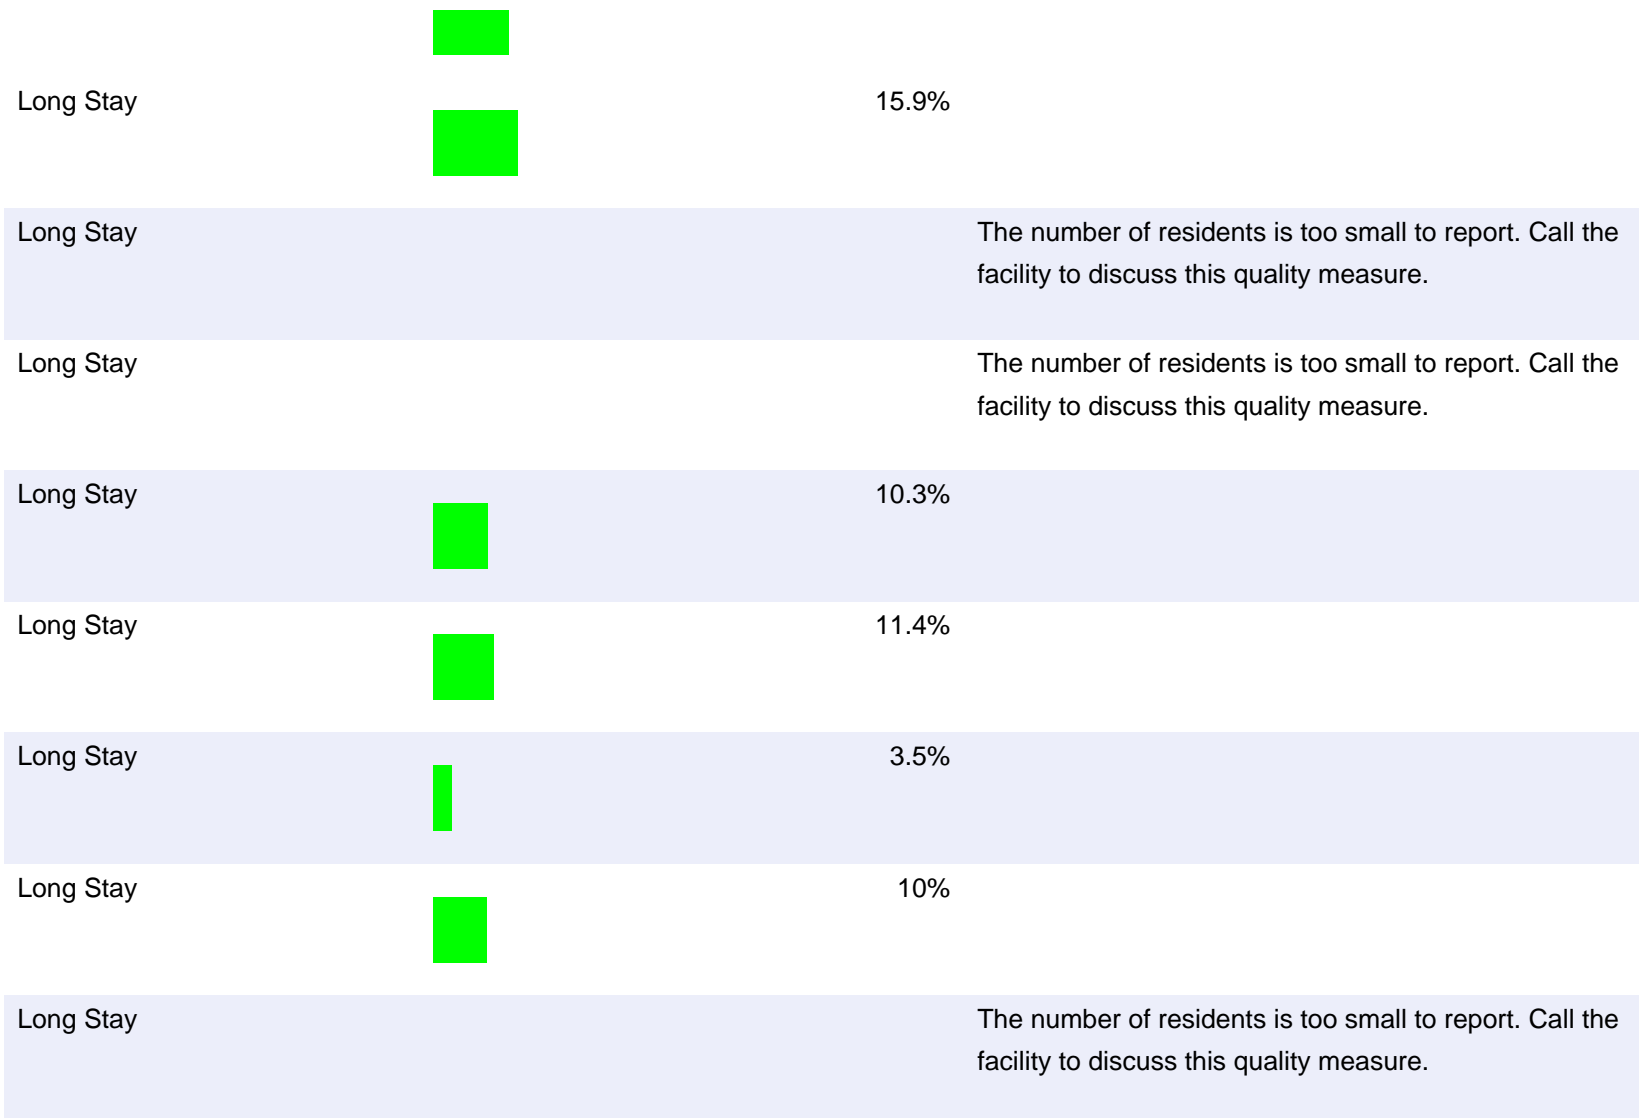 Long Stay 15.9%
Long Stay The number of residents is too small to report. Call the
facility to discuss this quality measure.
Long Stay The number of residents is too small to report. Call the
facility to discuss this quality measure.
Long Stay 10.3%
Long Stay 11.4%
Long Stay 3.5%
Long Stay 10%
Long Stay The number of residents is too small to report. Call the
facility to discuss this quality measure.